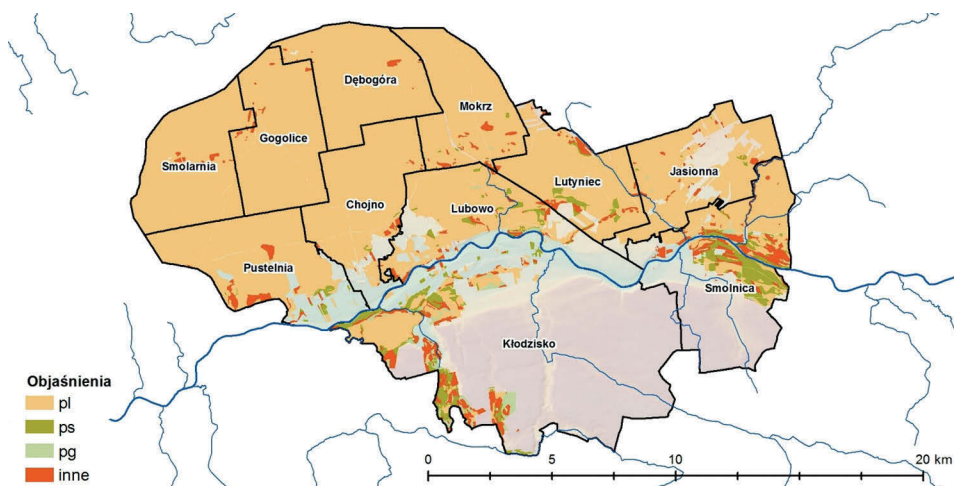 Dębogóra
Mokrz
Gogolice
Smolarnia
Lutyniec
Jasionna
Chojno
Lubowo
Pustelnia
Smolnica
Kłodzisko
Objaśnienia
pl
ps
pg
inne
0
5
10
20 km